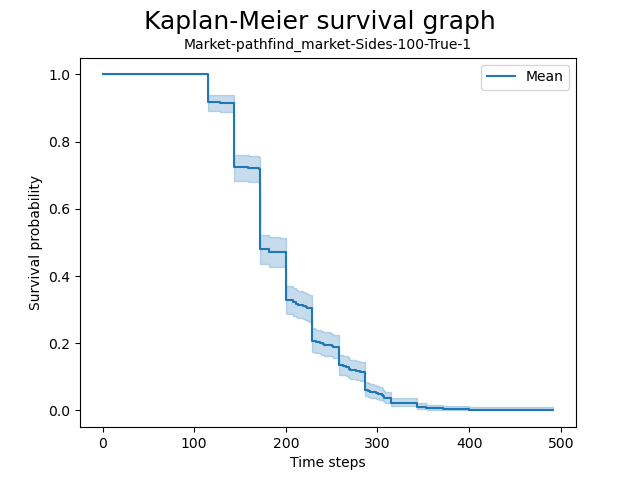 Kaplan-Meier survival graph
Market-pathfind_market-Sides-100-True-1
Mean
Survival probability
1.0
0.8
0.6
0.4
0.2
0.0
0 100 200 300 400 500
Time steps